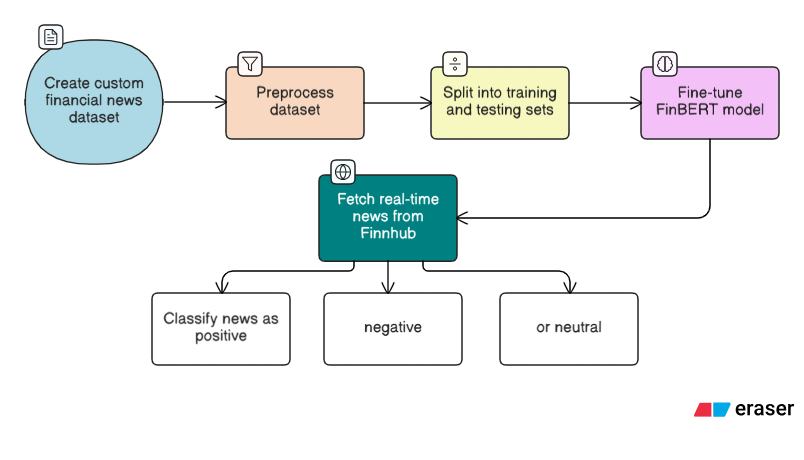 Create custom
financial news
dataset
Preprocess
dataset
Split into training
and testing sets
Fine-tune
FinBERT model
Fetch real-time
news from
Finnhub
Classify news as
positive
negative
or neutral
eraser